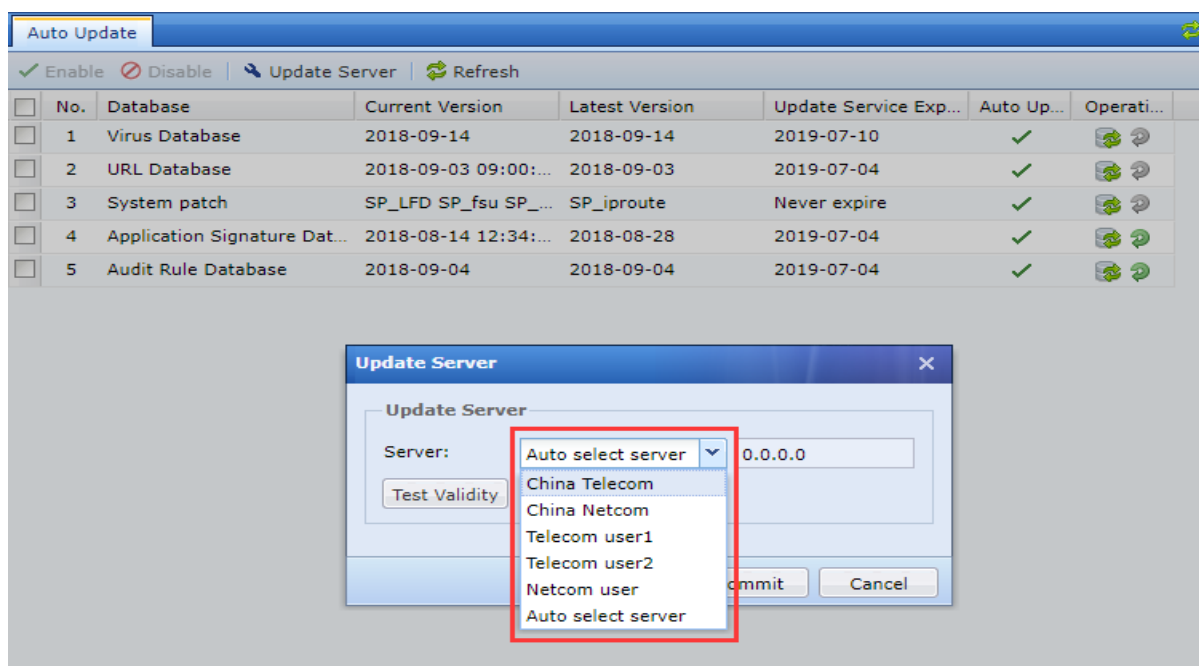 Auto Update
Enable Disable Update Server Refresh
No. Database Current Version Latest Version Update Service Exp... Auto Up... Operati...
1 Virus Database 2018-09-14 2018-09-14 2019-07-10
2 URL Database 2018-09-03 09:00:... 2018-09-03 2019-07-04
3 System patch SP_LFD SP_fsu SP_... SP_iproute Never expire
4 Application Signature Dat... 2018-08-14 12:34:... 2018-08-28 2019-07-04
5 Audit Rule Database 2018-09-04 2018-09-04 2019-07-04
Update Server
Update Server
Server: Auto select server 0.0.0.0
China Telecom
Test Validity
China Netcom
Telecom user1
Telecom user2
Netcom user
ommit Cancel
Auto select server